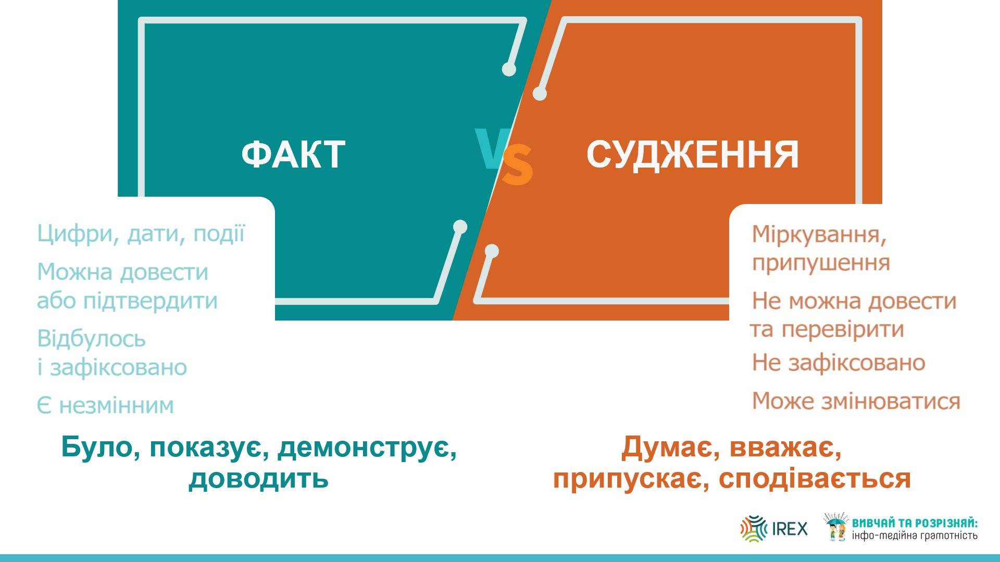 ФАКТ
VS
СУДЖЕННЯ
Цифри, дати, події
Можна довести
або підтвердити
Відбулось
і зафіксовано
Є незмінним
Міркування,
припушення
Не можна довести
та перевірити
Не зафіксовано
Може змінюватися
Було, показує, демонструє,
доводить
Думає, вважає,
припускає, сподівається
IREX
ВИВЧАЙ ТА РОЗРІЗНЯЙ:
інфо-медійна грамотність